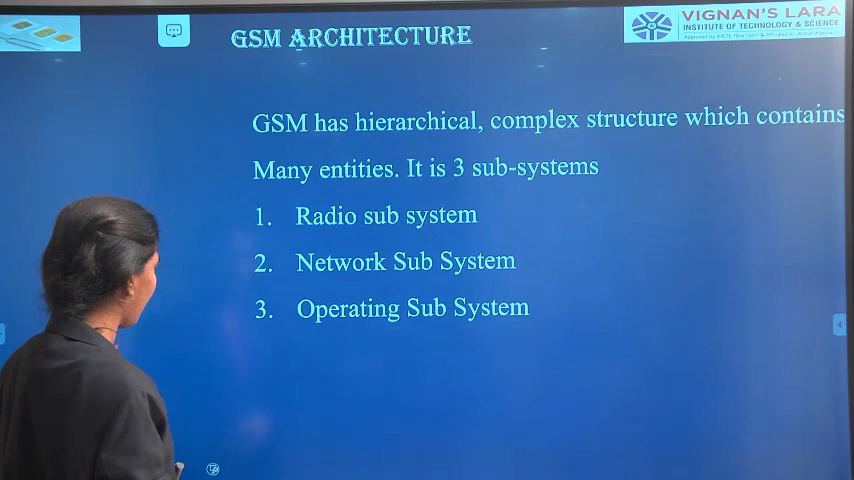 GSM ARCHITECTURE
VIGNAN'S LARA
INSTITUTE OF TECHNOLOGY & SCIENCE
GSM has hierarchical, complex structure which contains
Many entities. It is 3 sub-systems
1. Radio sub system
2. Network Sub System
3. Operating Sub System